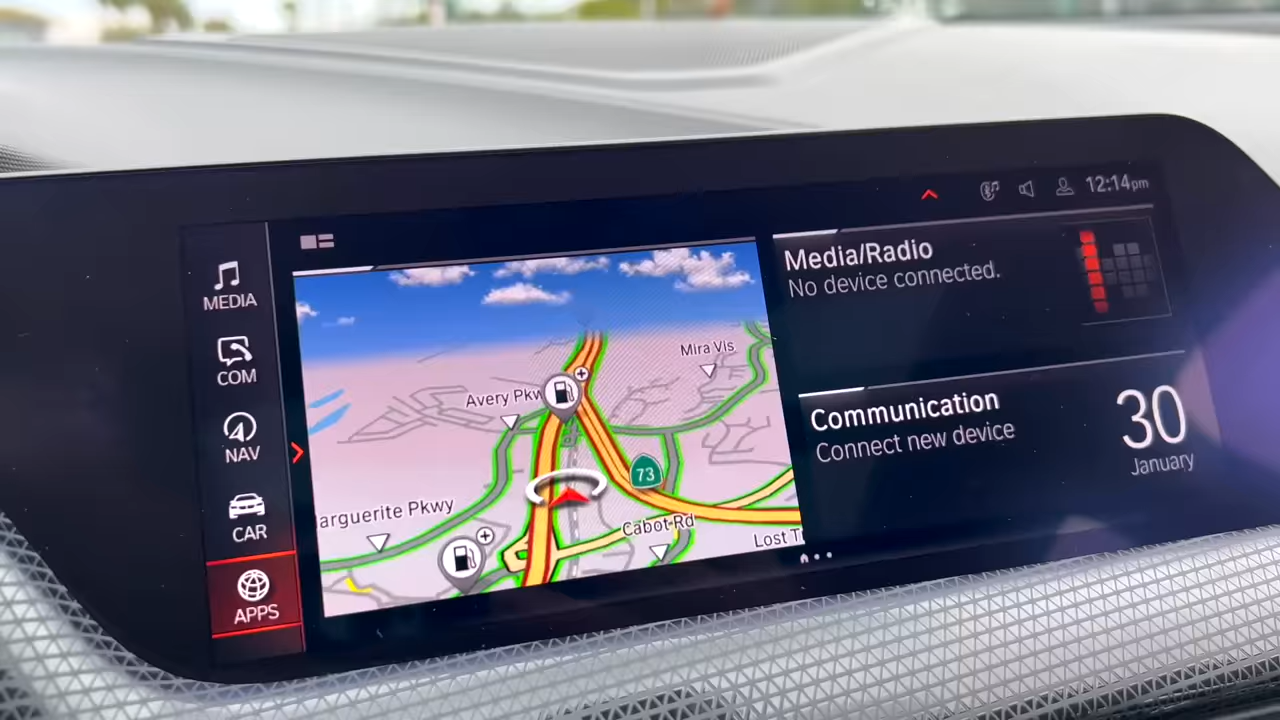 12:14pm
MEDIA
COM
NAV
CAR
APPS
Mira Vis
Avery Pkw
73
arguerite Pkwy
Cabot Rd
Lost T
Media/Radio
No device connected.
Communication
Connect new device
30
January